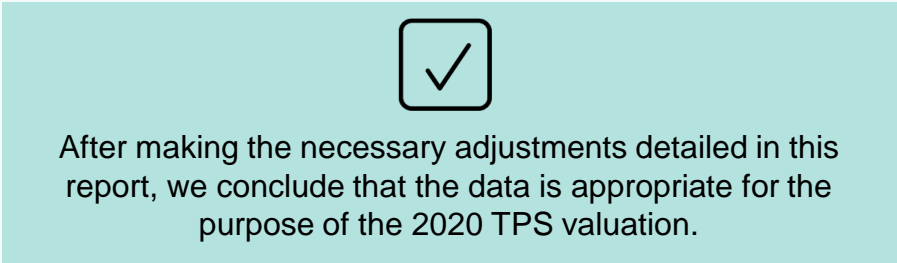 After making the necessary adjustments detailed in this
report, we conclude that the data is appropriate for the
purpose of the 2020 TPS valuation.